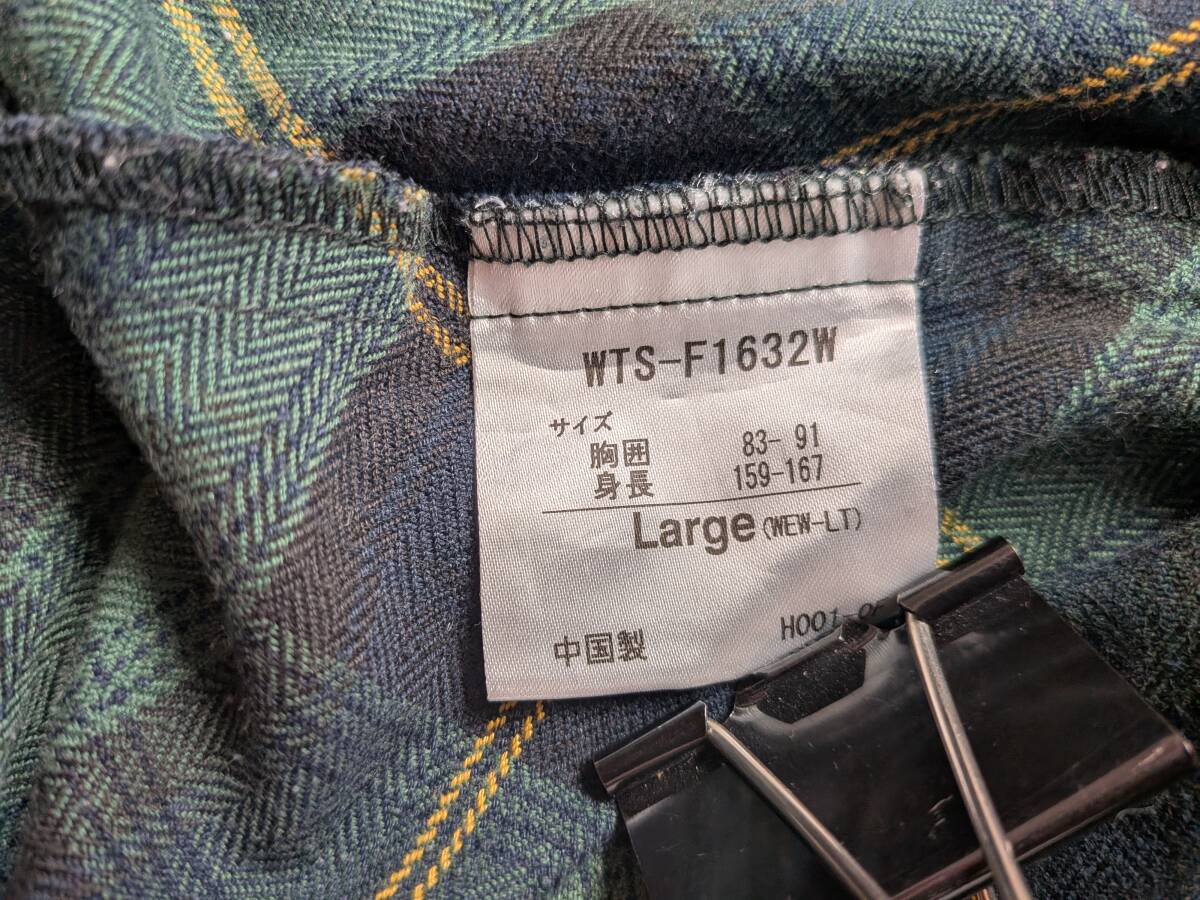 WTS-F1632W
サイズ
胸囲 83- 91
身長 159-167
Large (WEW-LT)
中国製 H001-